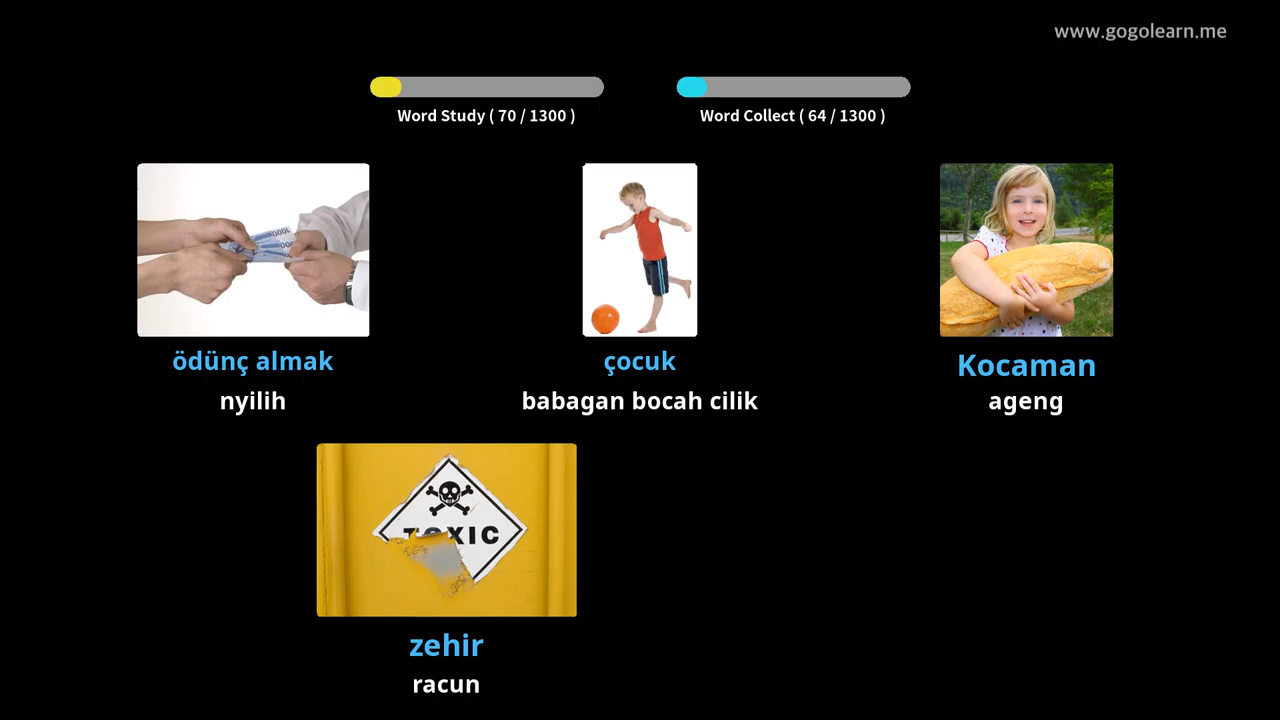 www.gogolearn.me
Word Study ( 70 / 1300 )
Word Collect ( 64 / 1300 )
ödünç almak
nyilih
çocuk
babagan bocah cilik
Kocaman
ageng
TOXIC
zehir
racun